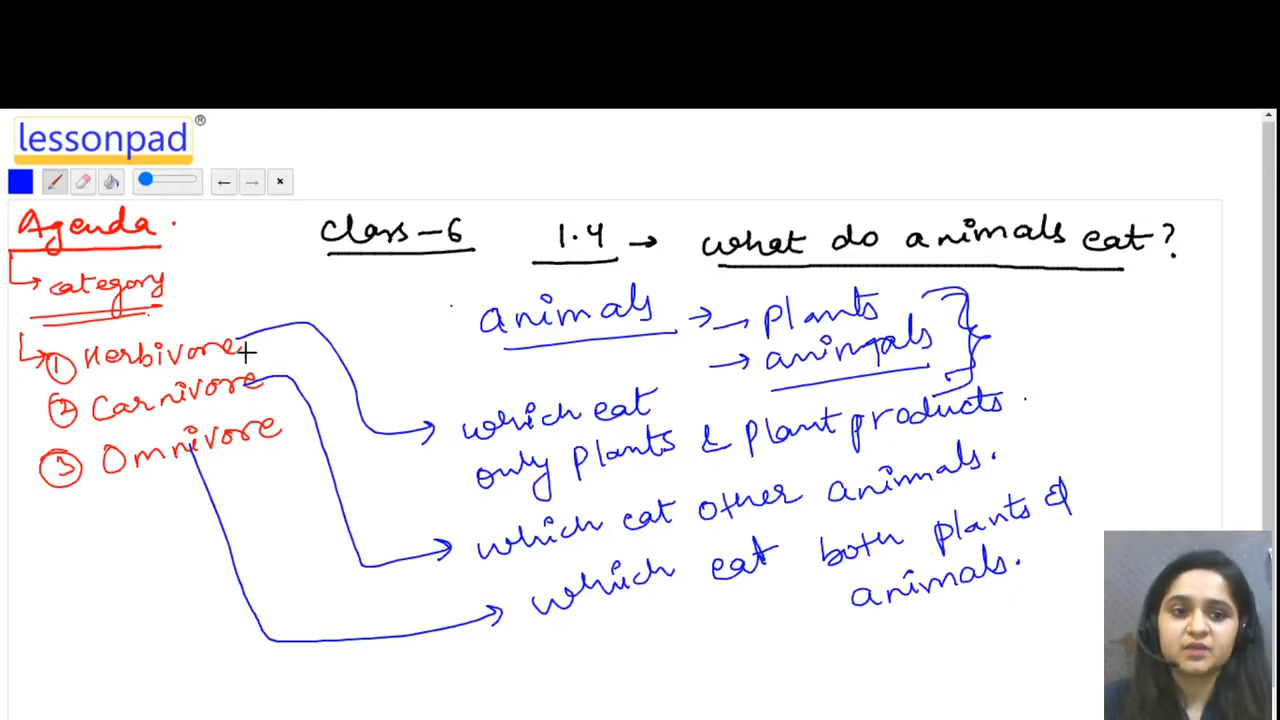 lessonpad®
Agenda.
class-6 1.4 → what do animals eat?
→ category
→ ① Herbivore
② Carnivore
③ Omnivore
animals → → plants
→ animals
which eat
only plants & plant products.
which eat other animals.
which eat both plants &
animals.